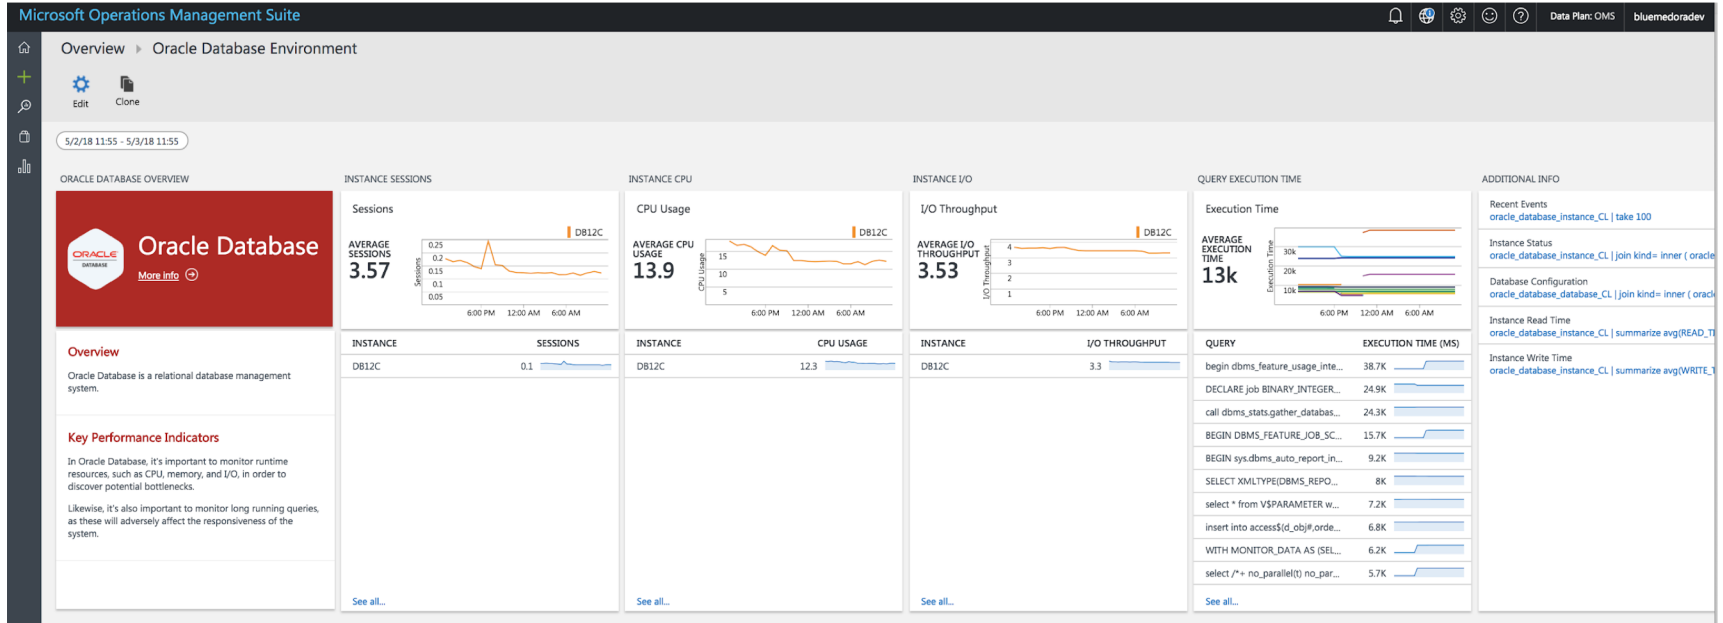 Microsoft Operations Management Suite
Data Plan: OMS
bluemedoradev
Overview
Oracle Database Environment
Edit
Clone
5/2/18 11:55 - 5/3/18 11:55
ORACLE DATABASE OVERVIEW
ORACLE
DATABASE
Oracle Database
More info
Overview
Oracle Database is a relational database management
system.
Key Performance Indicators
In Oracle Database, it's important to monitor runtime
resources, such as CPU, memory, and I/O, in order to
discover potential bottlenecks.
Likewise, it's also important to monitor long running queries,
as these will adversely affect the responsiveness of the
system.
INSTANCE SESSIONS
Sessions
DB12C
AVERAGE
SESSIONS
3.57
Sessions
0.25
0.2
0.15
0.1
0.05
6:00 PM 12:00 AM 6:00 AM
INSTANCE SESSIONS
DB12C 0.1
See all...
INSTANCE CPU
CPU Usage
DB12C
AVERAGE CPU
USAGE
13.9
CPU Usage
15
10
5
6:00 PM 12:00 AM 6:00 AM
INSTANCE CPU USAGE
DB12C 12.3
See all...
INSTANCE I/O
I/O Throughput
DB12C
AVERAGE I/O
THROUGHPUT
3.53
I/O Throughput
4
3
2
1
6:00 PM 12:00 AM 6:00 AM
INSTANCE I/O THROUGHPUT
DB12C 3.3
See all...
QUERY EXECUTION TIME
Execution Time
AVERAGE
EXECUTION
TIME
13k
Execution Time
30k
20k
10k
6:00 PM 12:00 AM 6:00 AM
QUERY EXECUTION TIME (MS)
begin dbms_feature_usage_inte... 38.7K
DECLARE job BINARY_INTEGER... 24.9K
call dbms_stats.gather_databas... 24.3K
BEGIN DBMS_FEATURE_JOB_SC... 15.7K
BEGIN sys.dbms_auto_report_in... 9.2K
SELECT XMLTYPE(DBMS_REPO... 8K
select * from V$PARAMETER w... 7.2K
insert into access$(d_obj#,orde... 6.8K
WITH MONITOR_DATA AS (SEL... 6.2K
select /*+ no_parallel(t) no_par... 5.7K
See all...
ADDITIONAL INFO
Recent Events
oracle_database_instance_CL | take 100
Instance Status
oracle_database_instance_CL | join kind= inner ( oracle
Database Configuration
oracle_database_database_CL | join kind= inner ( oracl
Instance Read Time
oracle_database_instance_CL | summarize avg(READ_TI
Instance Write Time
oracle_database_instance_CL | summarize avg(WRITE_T